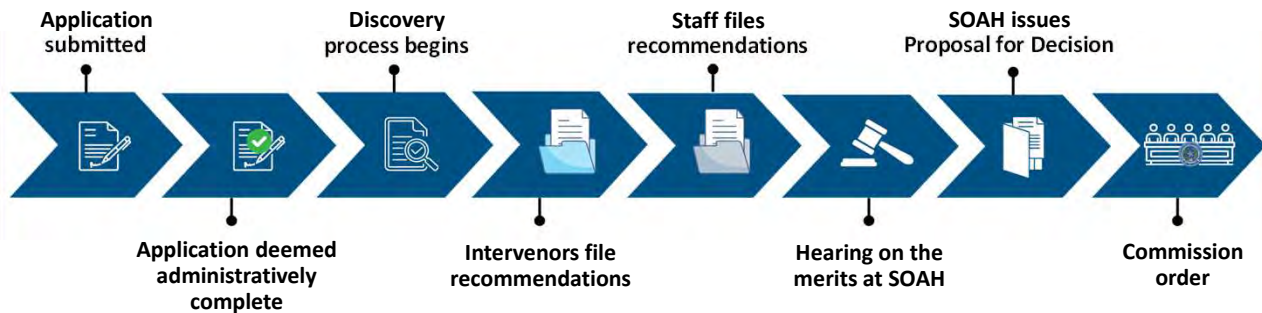 Application
submitted
Application deemed
administratively
complete
Discovery
process begins
Intervenors file
recommendations
Staff files
recommendations
Hearing on the
merits at SOAH
SOAH issues
Proposal for Decision
Commission
order